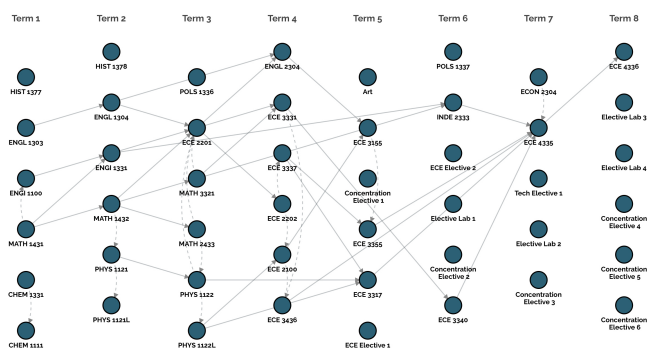 Term 1
Term 2
Term 3
Term 4
Term 5
Term 6
Term 7
Term 8
HIST 1377
ENGL 1303
ENGI 1100
MATH 1431
CHEM 1331
CHEM 1111
HIST 1378
ENGL 1304
ENGI 1331
MATH 1432
PHYS 1121
PHYS 1121L
POLS 1336
ECE 2201
MATH 3321
MATH 2433
PHYS 1122
PHYS 1122L
ENGL 2304
ECE 3331
ECE 3337
ECE 2202
ECE 2100
ECE 3436
Art
ECE 3155
Concentration
Elective 1
ECE 3355
ECE 3317
ECE Elective 1
POLS 1337
INDE 2333
ECE Elective 2
Elective Lab 1
Concentration
Elective 2
ECE 3340
ECON 2304
ECE 4335
Tech Elective 1
Elective Lab 2
Concentration
Elective 3
ECE 4336
Elective Lab 3
Elective Lab 4
Concentration
Elective 4
Concentration
Elective 5
Concentration
Elective 6